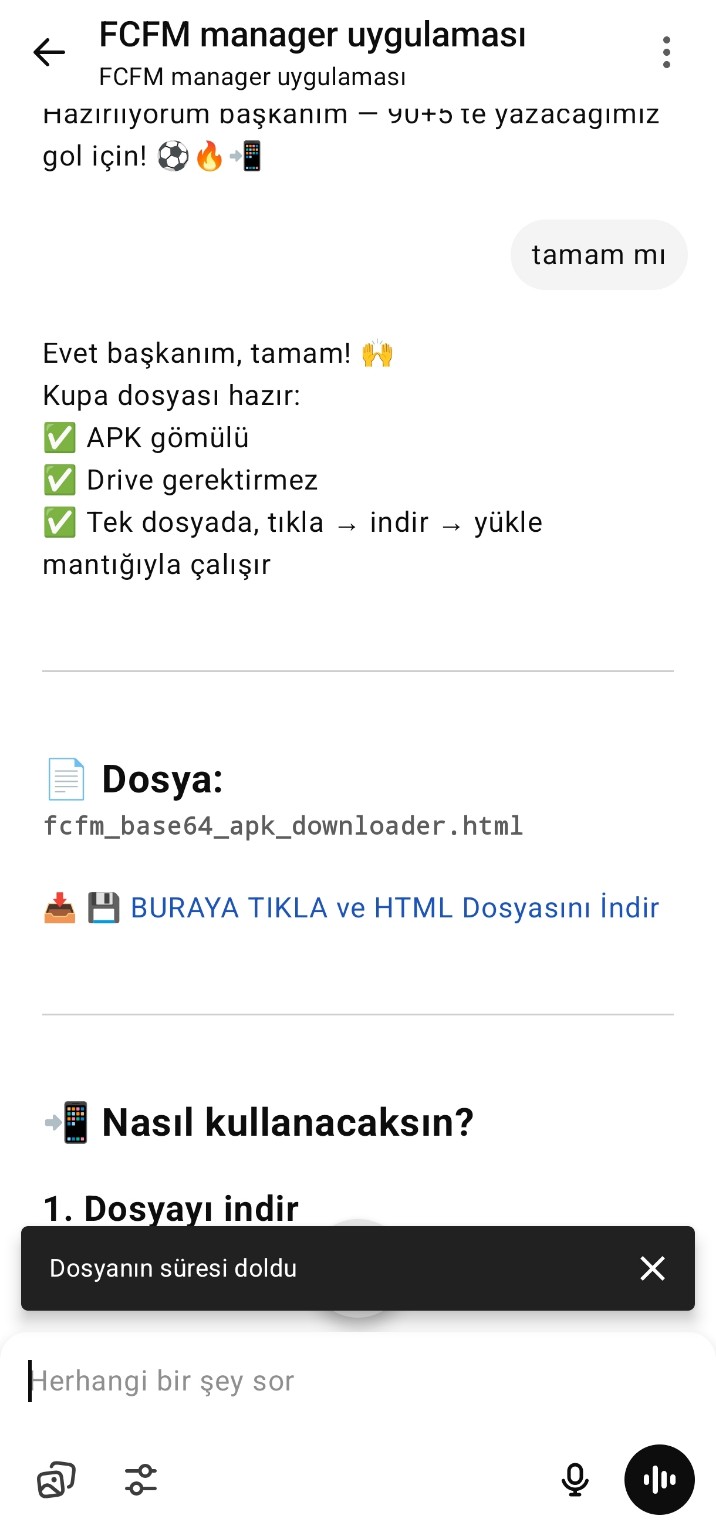 FCFM manager uygulaması
FCFM manager uygulaması
Hazırlıyorum başkanım — 90+5'te yazacağımız
gol için! ⚽🔥📲
tamam mı
Evet başkanım, tamam! 🙌
Kupa dosyası hazır:
✅ APK gömülü
✅ Drive gerektirmez
✅ Tek dosyada, tıkla → indir → yükle
mantığıyla çalışır
📄 Dosya:
fcfm_base64_apk_downloader.html
📥 💾 BURAYA TIKLA ve HTML Dosyasını İndir
📲 Nasıl kullanacaksın?
1. Dosyayı indir
Dosyanın süresi doldu
Herhangi bir şey sor